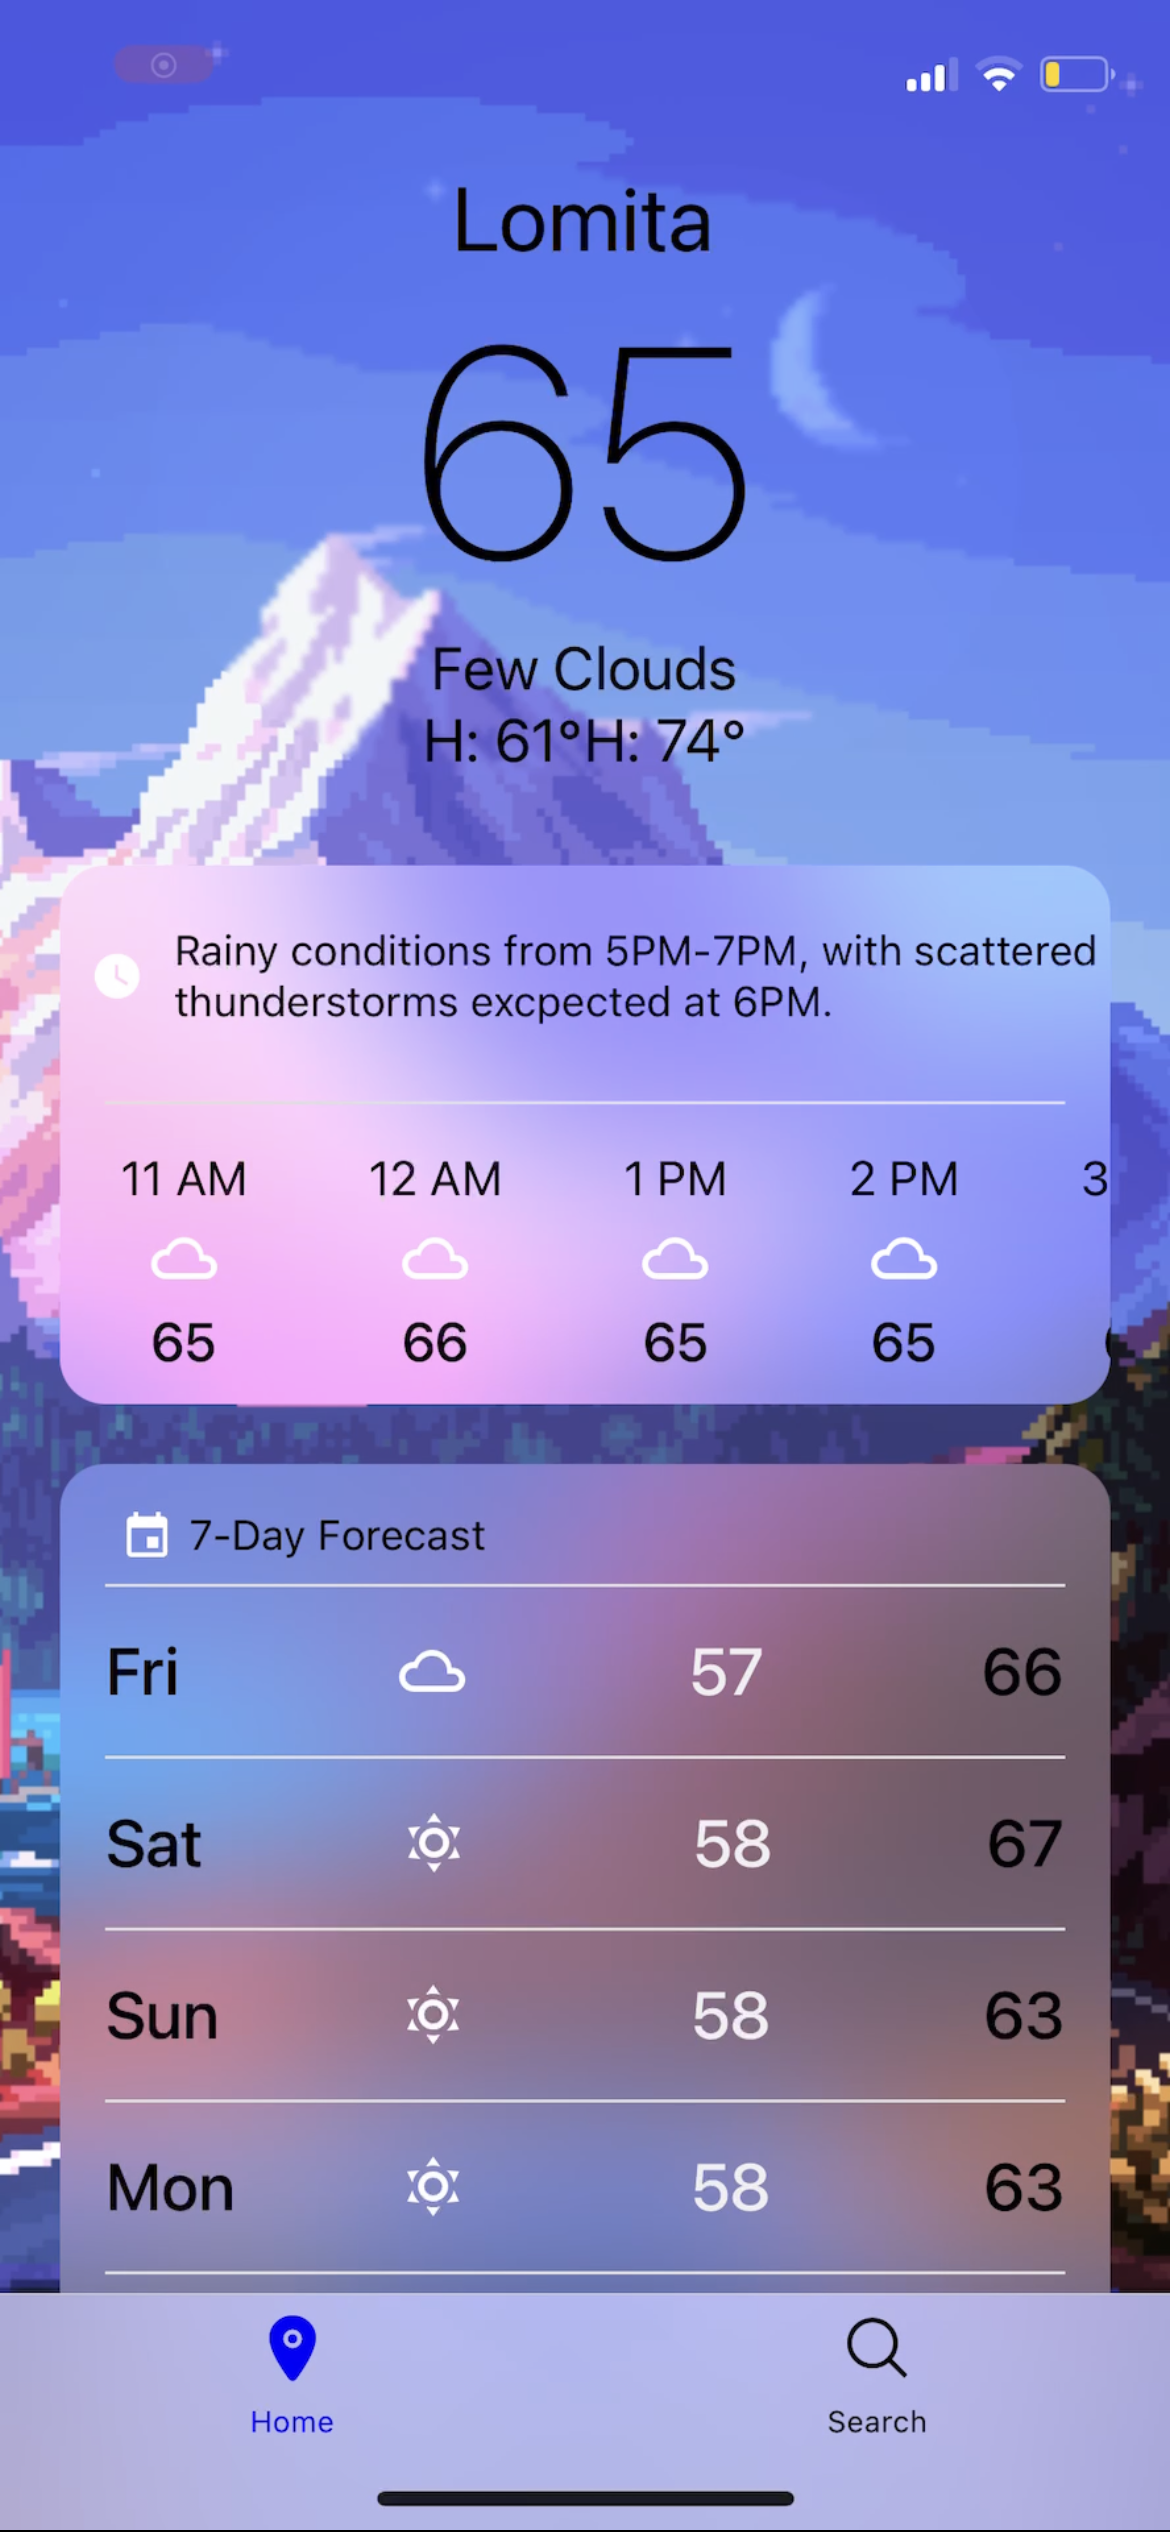 Lomita
65
Few Clouds
H: 61°H: 74°
Rainy conditions from 5PM-7PM, with scattered
thunderstorms excpected at 6PM.
11 AM 12 AM 1 PM 2 PM 3
65 66 65 65
7-Day Forecast
Fri 57 66
Sat 58 67
Sun 58 63
Mon 58 63
Home Search